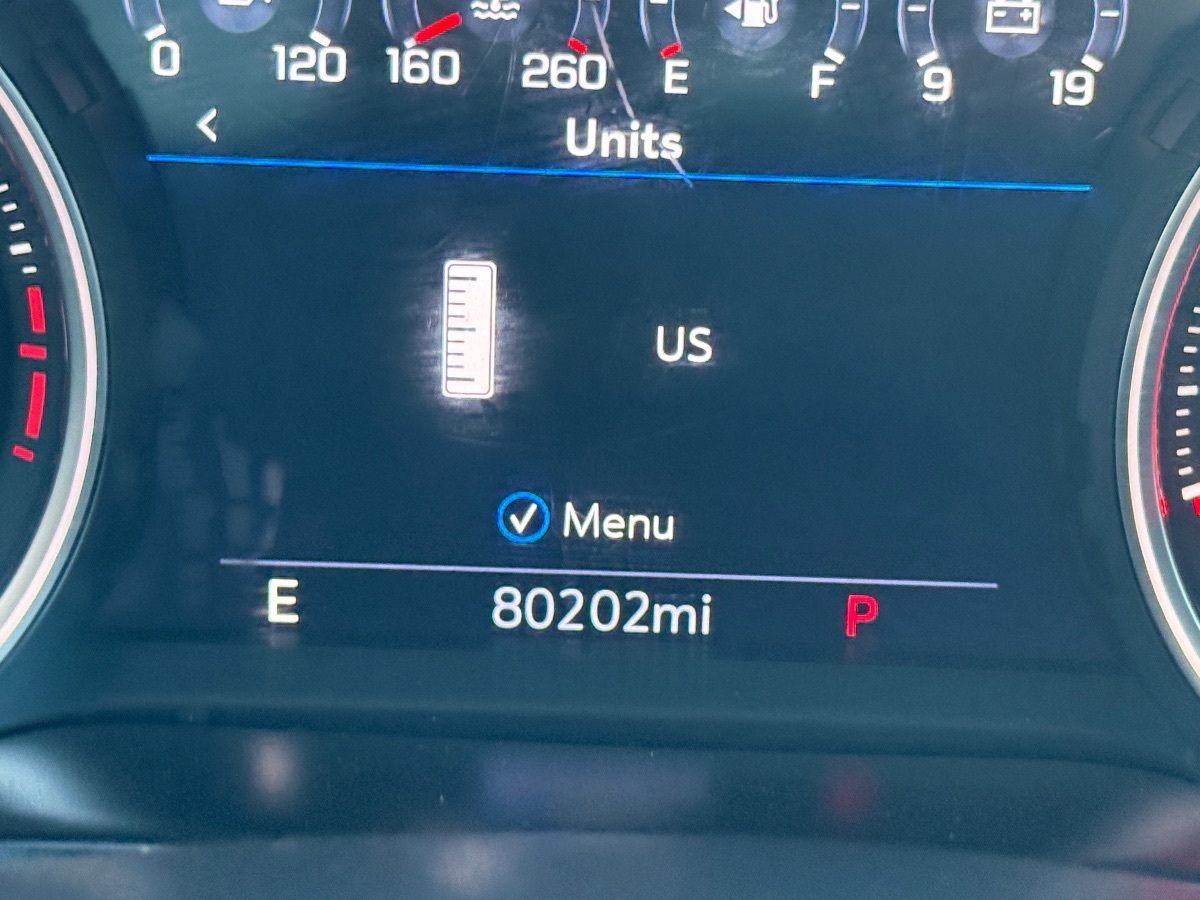 0 120 160 260 E F 9 19
Units
US
Menu
E 80202mi P